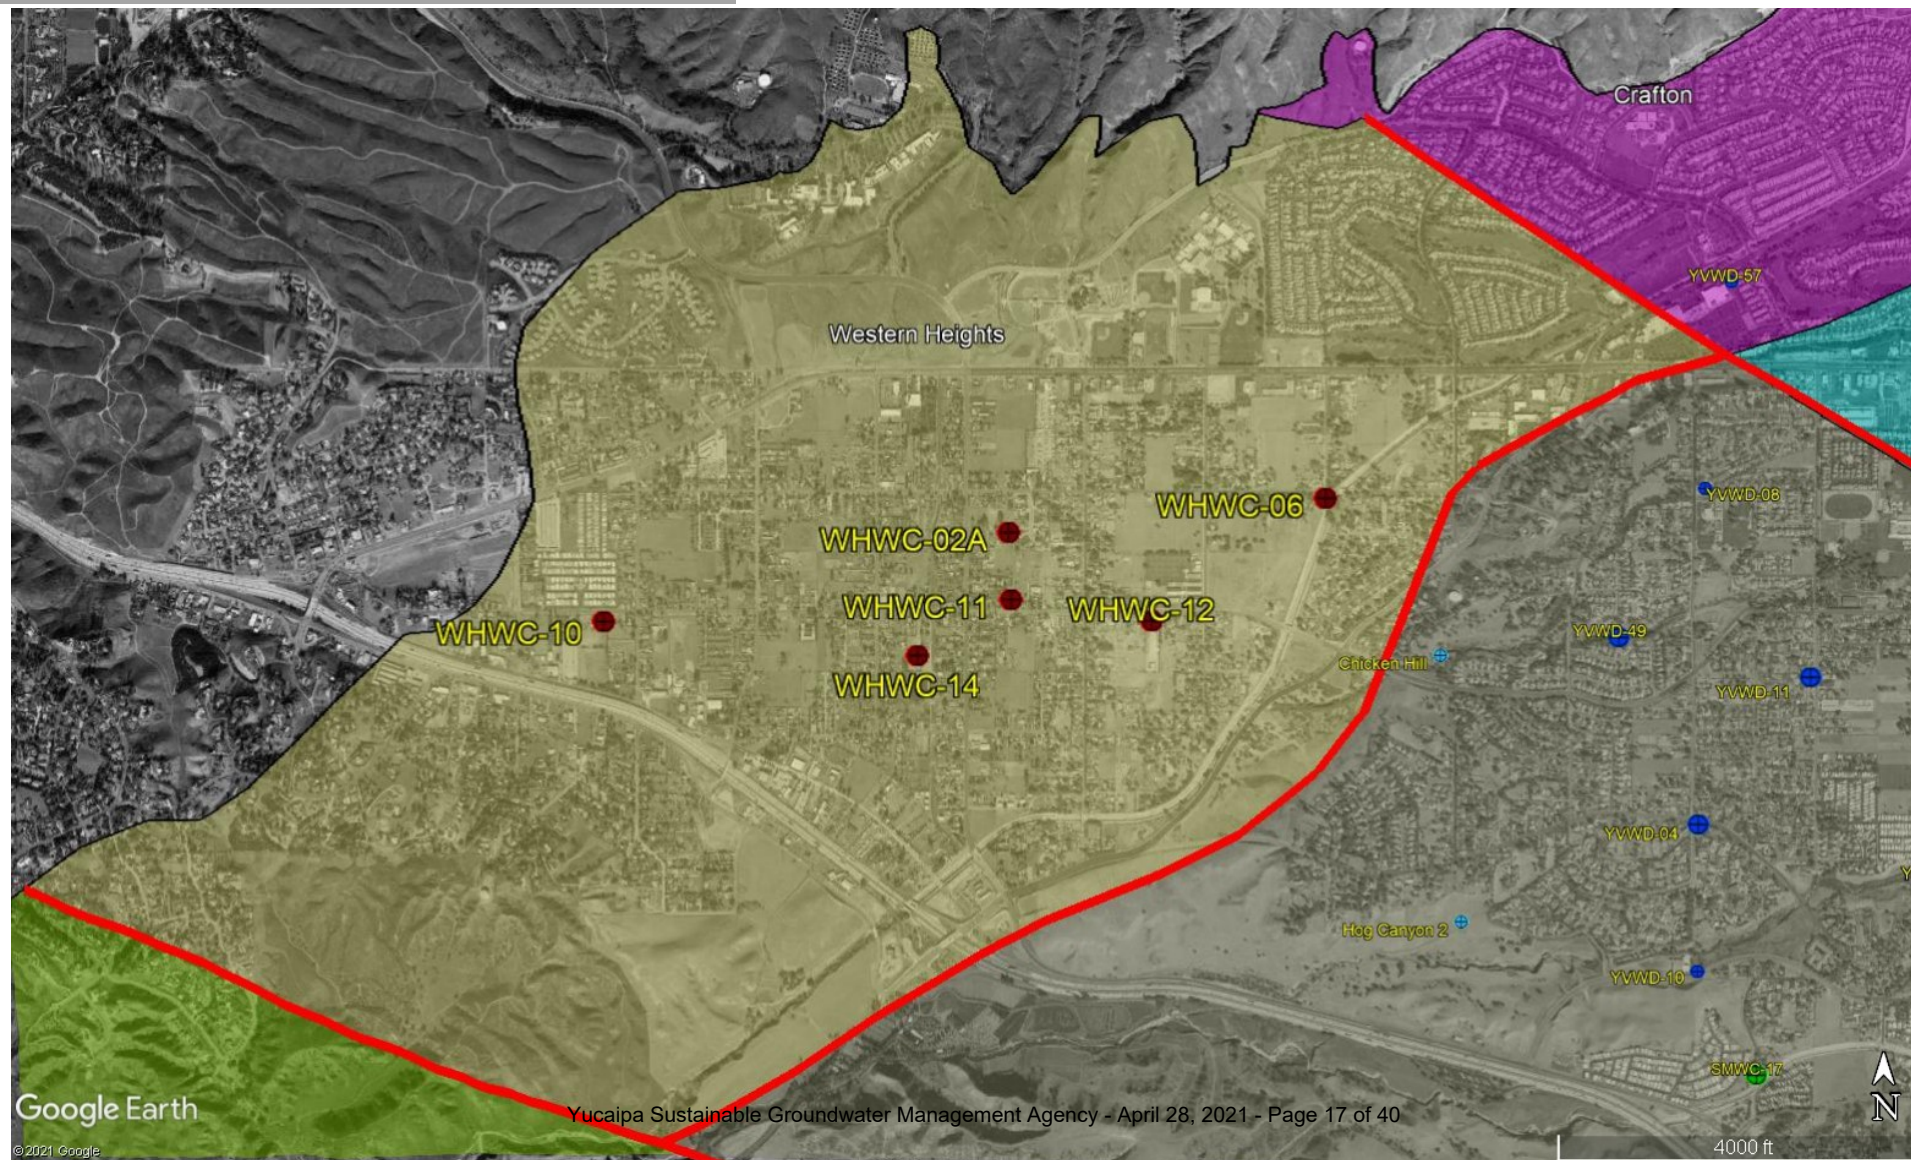 Crafton
YVWD-57
Western Heights
YVWD-08
WHWC-06
WHWC-02A
WHWC-11
WHWC-12
WHWC-10
YVWD-49
Chicken Hill
WHWC-14
YVWD-11
YVWD-04
Y
Hog Canyon 2
YVWD-10
SMWC-17
N
Google Earth
Yucaipa Sustainable Groundwater Management Agency - April 28, 2021 - Page 17 of 40
©2021 Google
4000 ft